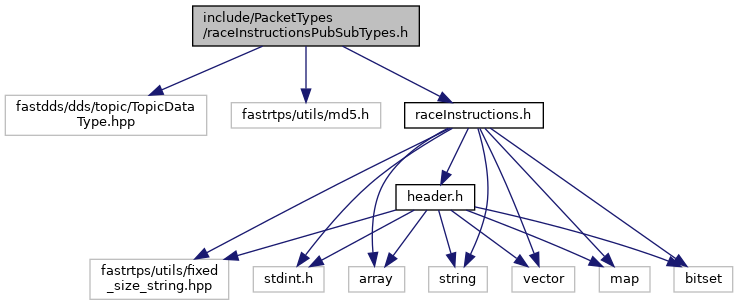 include/PacketTypes
/raceInstructionsPubSubTypes.h
fastdds/dds/topic/TopicData
Type.hpp
fastrtps/utils/md5.h
raceInstructions.h
header.h
fastrtps/utils/fixed
_size_string.hpp
stdint.h
array
string
vector
map
bitset